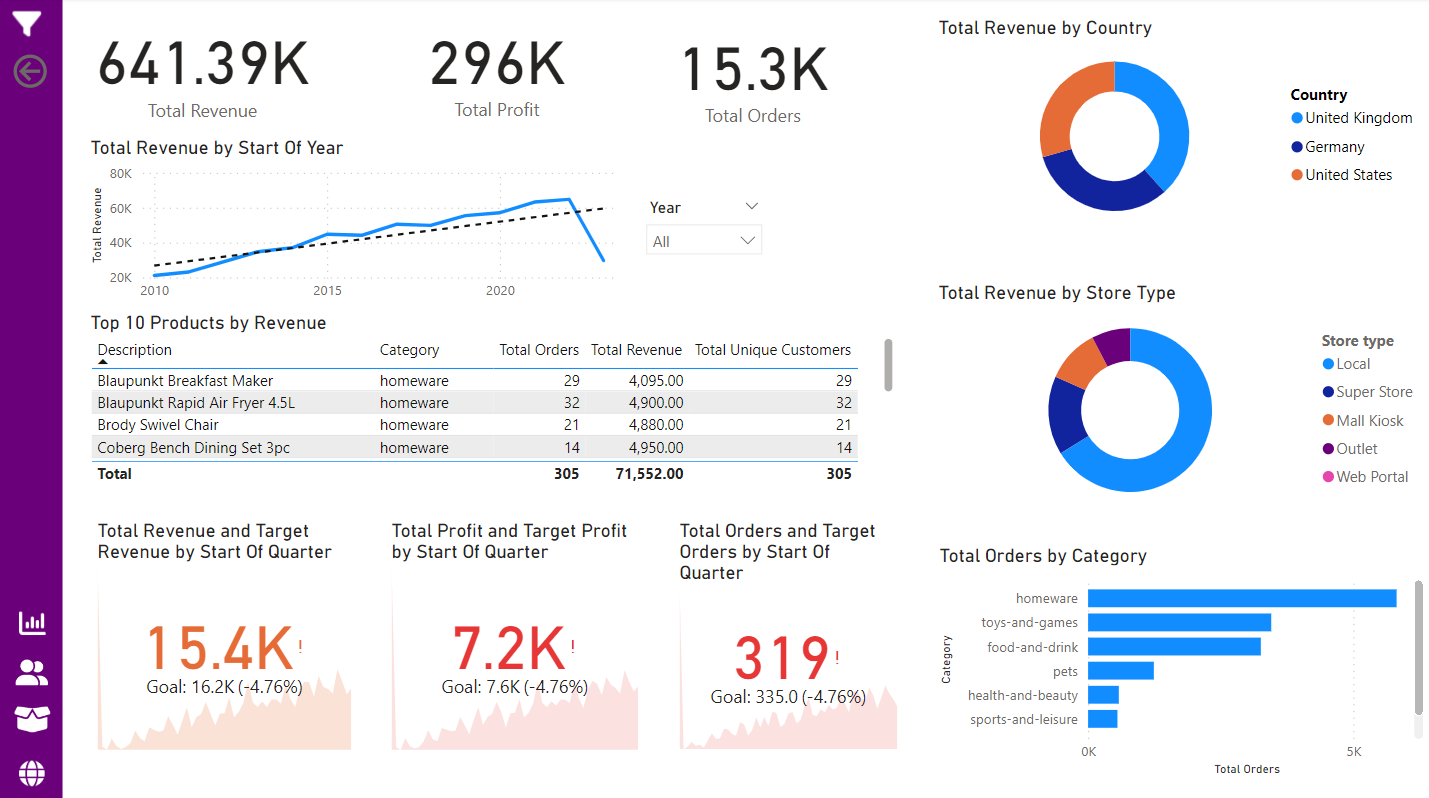 641.39K
Total Revenue
296K
Total Profit
15.3K
Total Orders
Total Revenue by Start Of Year
Total Revenue
80K
60K
40K
20K
2010 2015 2020
Year
All
Top 10 Products by Revenue
Description Category Total Orders Total Revenue Total Unique Customers
Blaupunkt Breakfast Maker homeware 29 4,095.00 29
Blaupunkt Rapid Air Fryer 4.5L homeware 32 4,900.00 32
Brody Swivel Chair homeware 21 4,880.00 21
Coberg Bench Dining Set 3pc homeware 14 4,950.00 14
Total 305 71,552.00 305
Total Revenue and Target
Revenue by Start Of Quarter
15.4K!
Goal: 16.2K (-4.76%)
Total Profit and Target Profit
by Start Of Quarter
7.2K!
Goal: 7.6K (-4.76%)
Total Orders and Target
Orders by Start Of
Quarter
319!
Goal: 335.0 (-4.76%)
Total Revenue by Country
Country
United Kingdom
Germany
United States
Total Revenue by Store Type
Store type
Local
Super Store
Mall Kiosk
Outlet
Web Portal
Total Orders by Category
Category
homeware
toys-and-games
food-and-drink
pets
health-and-beauty
sports-and-leisure
0K 5K
Total Orders